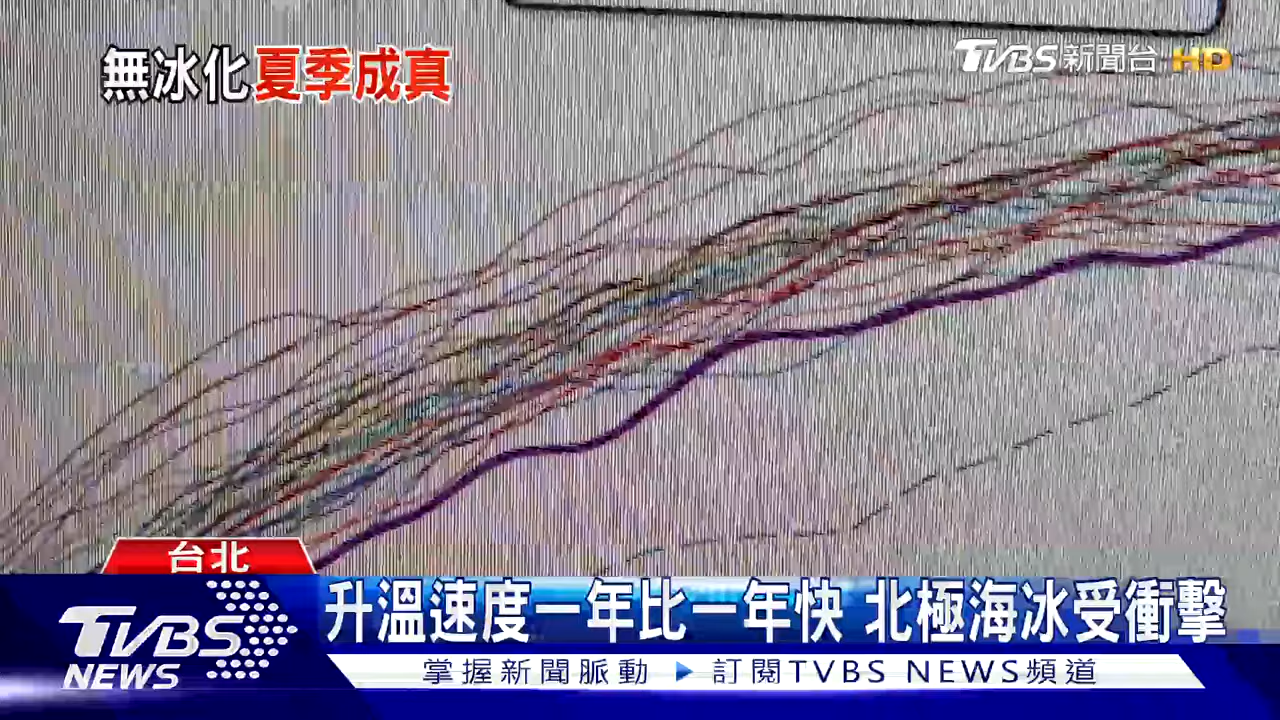 無冰化夏季成真
TVBS新聞台 HD
台北
升溫速度一年比一年快 北極海冰受衝擊
TVBS NEWS
掌握新聞脈動 ▶ 訂閱TVBS NEWS頻道